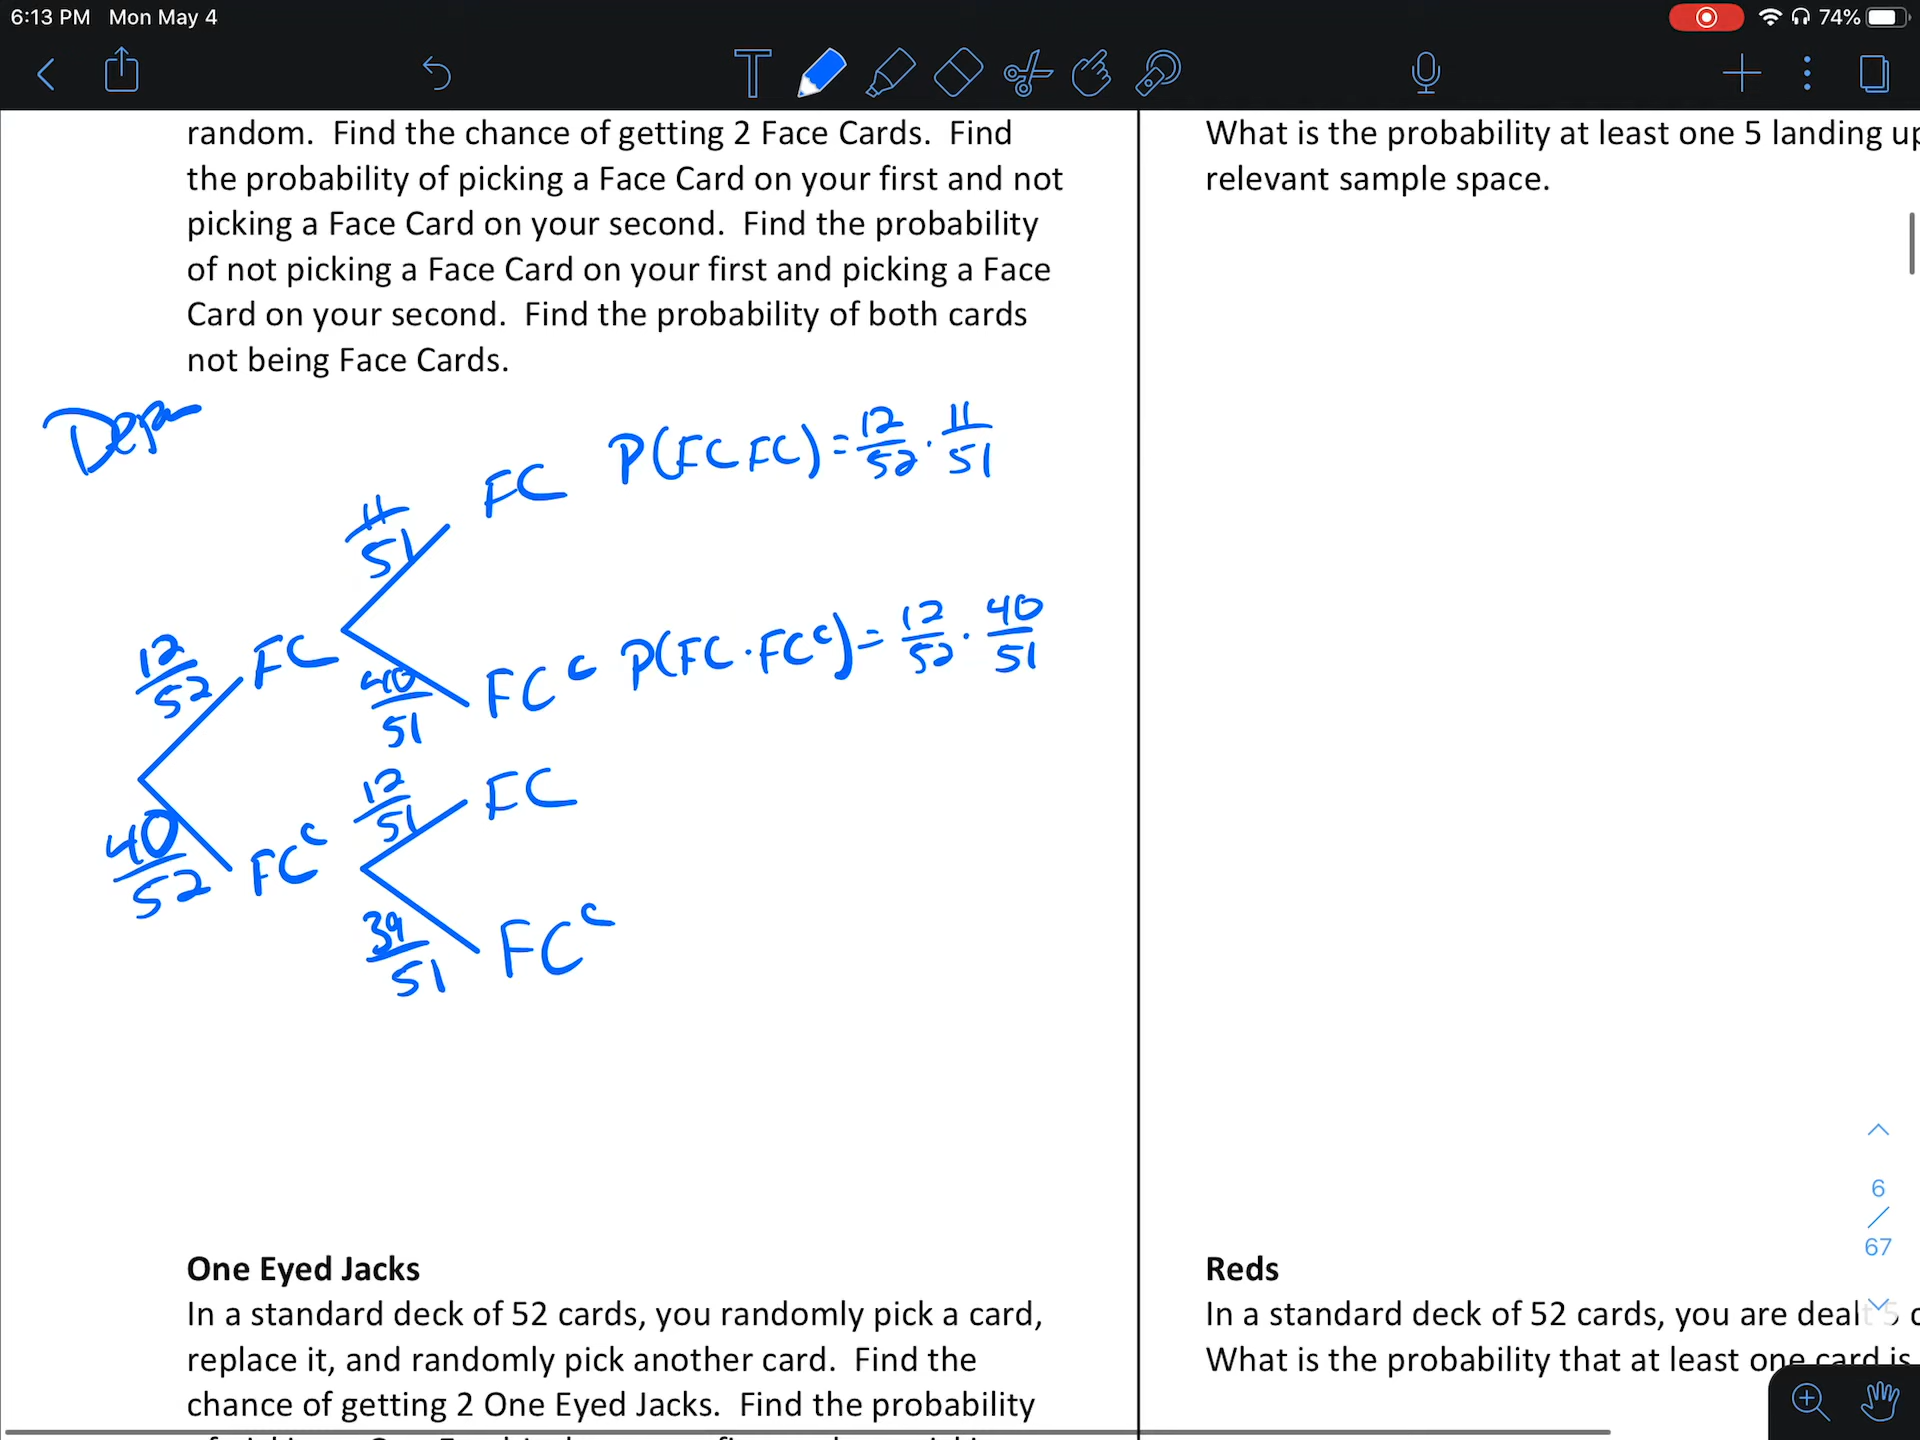 6:13 PM Mon May 4
74%
random. Find the chance of getting 2 Face Cards. Find
the probability of picking a Face Card on your first and not
picking a Face Card on your second. Find the probability
of not picking a Face Card on your first and picking a Face
Card on your second. Find the probability of both cards
not being Face Cards.
P(FC FC) = 12/52 · 11/51
11/51 FC
12/52 FC
40/51 FCᶜ P(FC · FCᶜ) = 12/52 · 40/51
12/51 FC
40/52 FCᶜ
39/51 FCᶜ
One Eyed Jacks
In a standard deck of 52 cards, you randomly pick a card,
replace it, and randomly pick another card. Find the
chance of getting 2 One Eyed Jacks. Find the probability
What is the probability at least one 5 landing up
relevant sample space.
Reds
In a standard deck of 52 cards, you are dealt 5 c
What is the probability that at least one card is
6
/
67